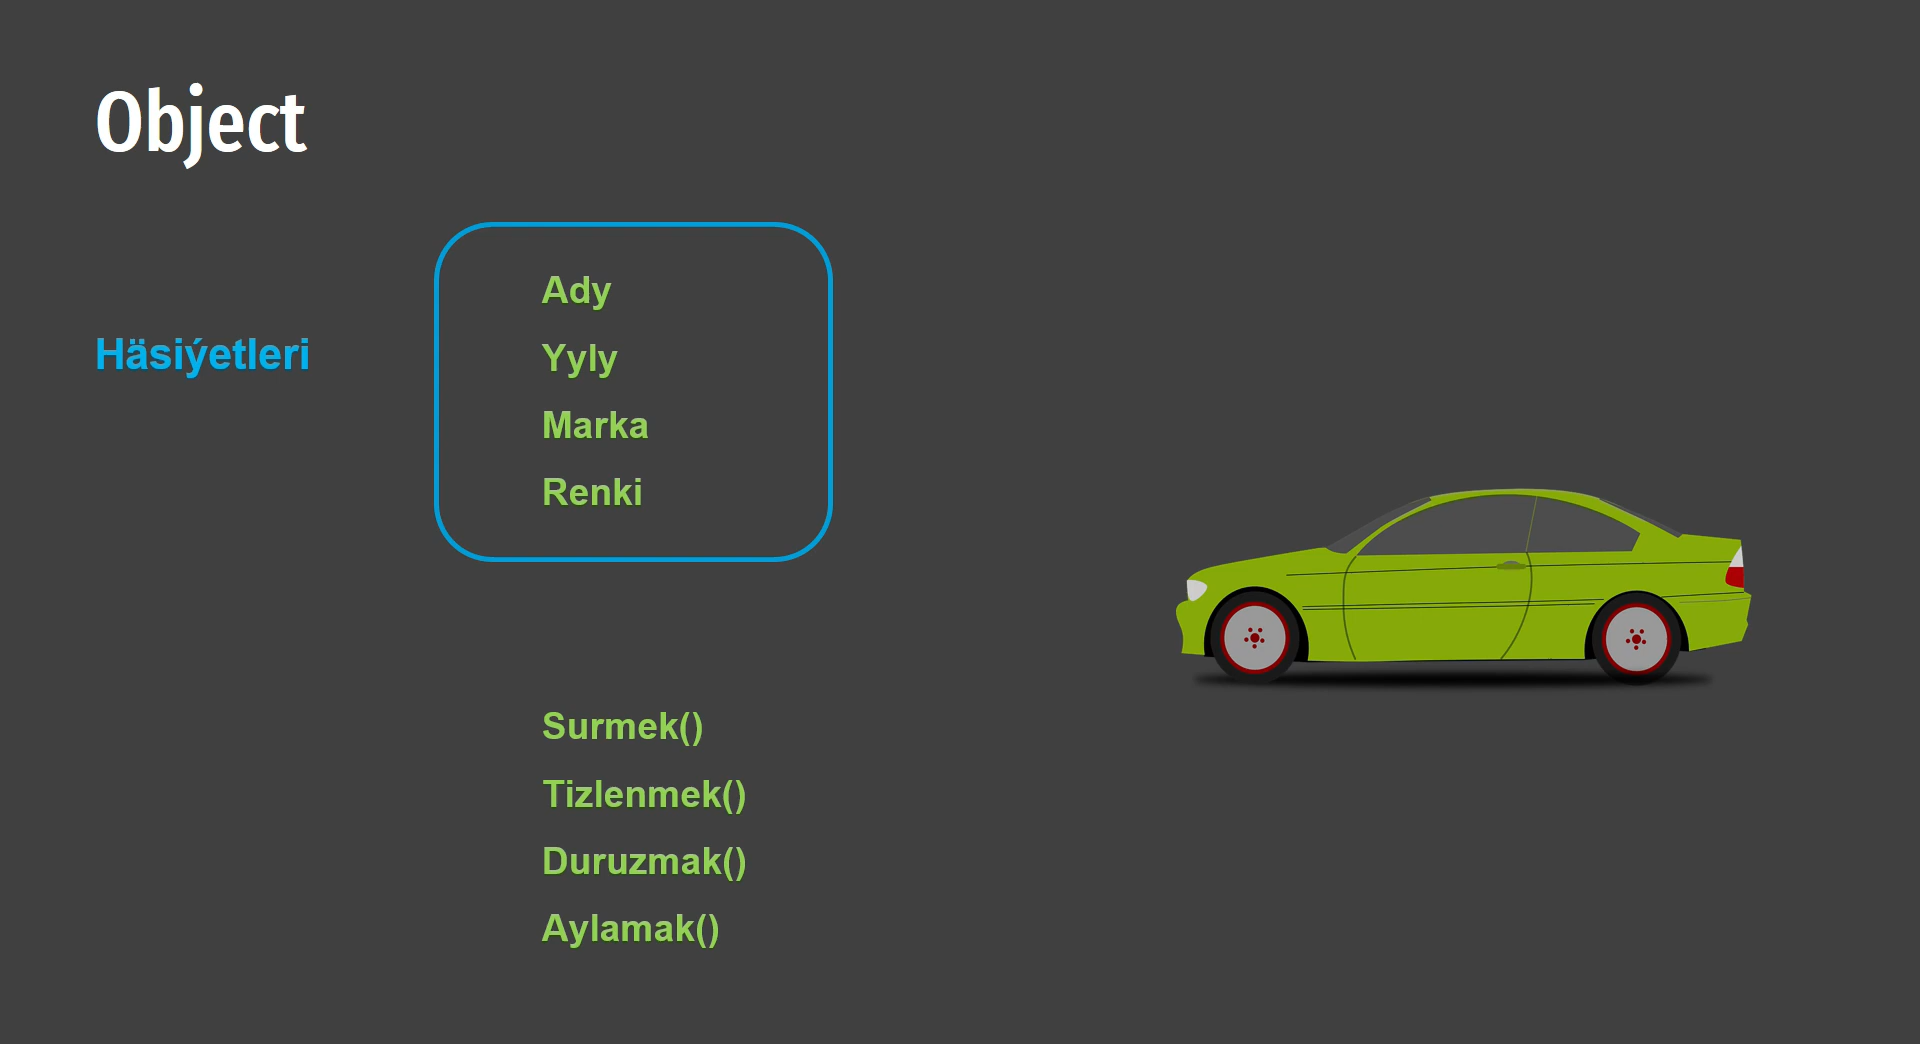 Object
Häsiýetleri
Ady
Yyly
Marka
Renki
Surmek()
Tizlenmek()
Duruzmak()
Aylamak()